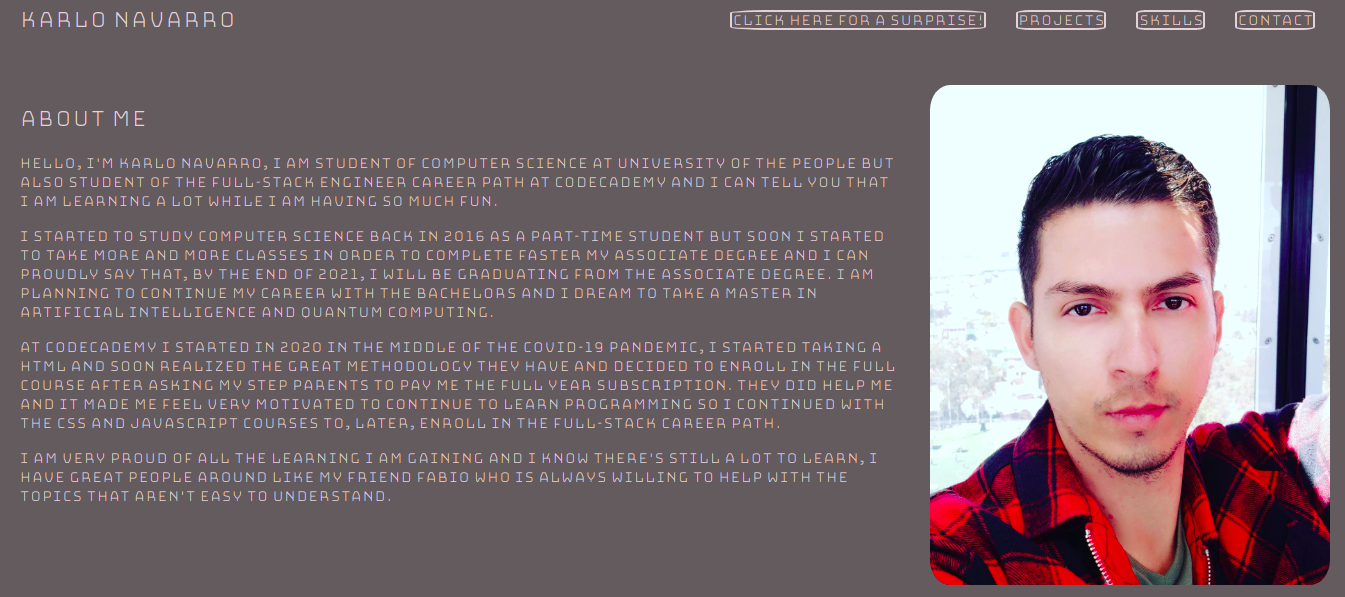 KARLO NAVARRO
CLICK HERE FOR A SURPRISE! PROJECTS SKILLS CONTACT
ABOUT ME
HELLO, I'M KARLO NAVARRO, I AM STUDENT OF COMPUTER SCIENCE AT UNIVERSITY OF THE PEOPLE BUT
ALSO STUDENT OF THE FULL-STACK ENGINEER CAREER PATH AT CODECADEMY AND I CAN TELL YOU THAT
I AM LEARNING A LOT WHILE I AM HAVING SO MUCH FUN.
I STARTED TO STUDY COMPUTER SCIENCE BACK IN 2016 AS A PART-TIME STUDENT BUT SOON I STARTED
TO TAKE MORE AND MORE CLASSES IN ORDER TO COMPLETE FASTER MY ASSOCIATE DEGREE AND I CAN
PROUDLY SAY THAT, BY THE END OF 2021, I WILL BE GRADUATING FROM THE ASSOCIATE DEGREE. I AM
PLANNING TO CONTINUE MY CAREER WITH THE BACHELORS AND I DREAM TO TAKE A MASTER IN
ARTIFICIAL INTELLIGENCE AND QUANTUM COMPUTING.
AT CODECADEMY I STARTED IN 2020 IN THE MIDDLE OF THE COVID-19 PANDEMIC, I STARTED TAKING A
HTML AND SOON REALIZED THE GREAT METHODOLOGY THEY HAVE AND DECIDED TO ENROLL IN THE FULL
COURSE AFTER ASKING MY STEP PARENTS TO PAY ME THE FULL YEAR SUBSCRIPTION. THEY DID HELP ME
AND IT MADE ME FEEL VERY MOTIVATED TO CONTINUE TO LEARN PROGRAMMING SO I CONTINUED WITH
THE CSS AND JAVASCRIPT COURSES TO, LATER, ENROLL IN THE FULL-STACK CAREER PATH.
I AM VERY PROUD OF ALL THE LEARNING I AM GAINING AND I KNOW THERE'S STILL A LOT TO LEARN, I
HAVE GREAT PEOPLE AROUND LIKE MY FRIEND FABIO WHO IS ALWAYS WILLING TO HELP WITH THE
TOPICS THAT AREN'T EASY TO UNDERSTAND.